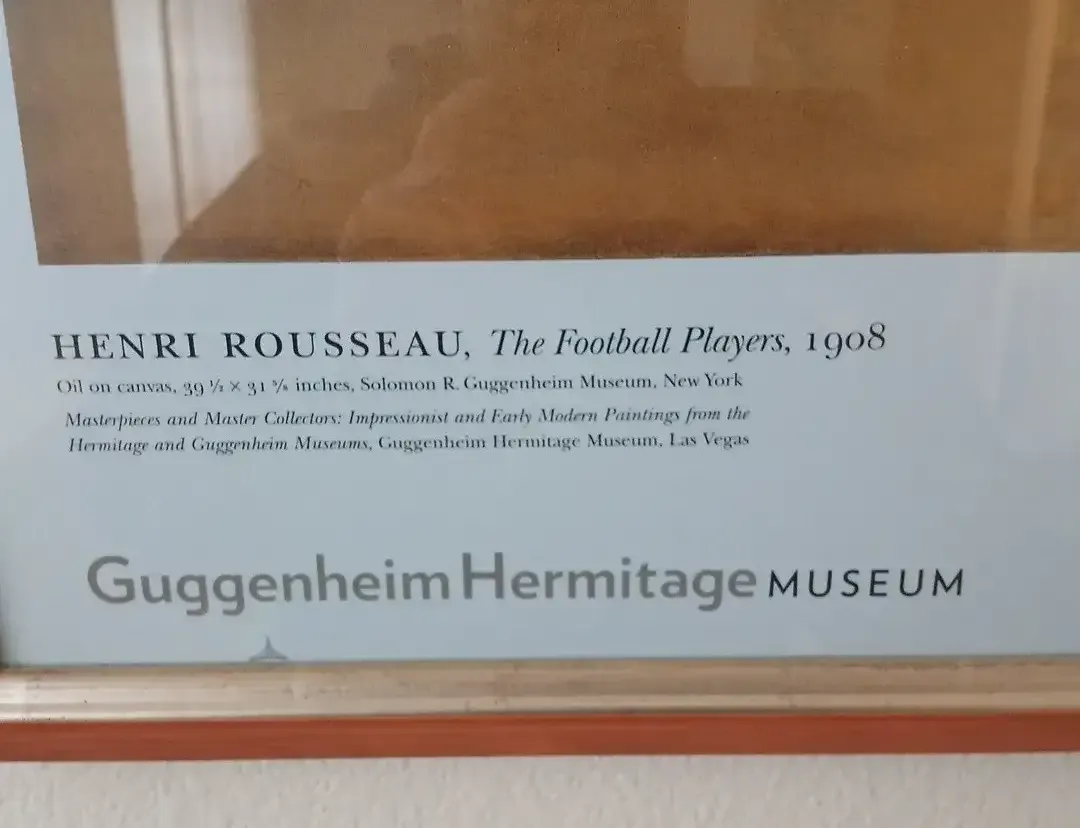 HENRI ROUSSEAU, The Football Players, 1908
Oil on canvas, 39 ½ × 31 ⅝ inches, Solomon R. Guggenheim Museum, New York
Masterpieces and Master Collectors: Impressionist and Early Modern Paintings from the
Hermitage and Guggenheim Museums, Guggenheim Hermitage Museum, Las Vegas
Guggenheim Hermitage MUSEUM